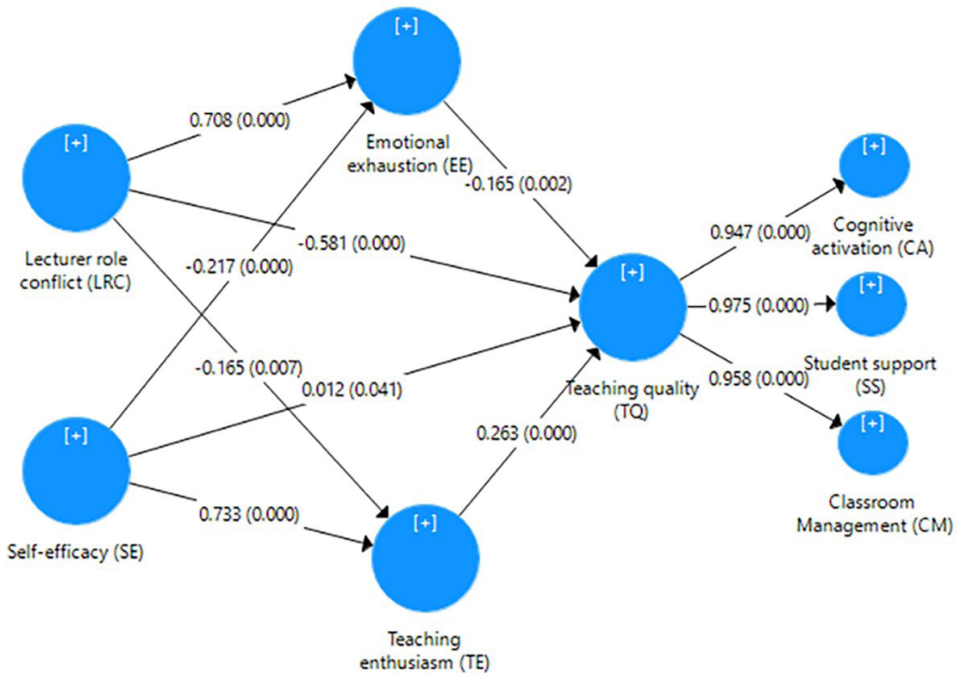 [+]
Emotional
exhaustion (EE)
0.708 (0.000)
[+]
Lecturer role
conflict (LRC)
-0.165 (0.002)
[+]
Cognitive
activation (CA)
0.947 (0.000)
-0.581 (0.000)
-0.217 (0.000)
[+]
Teaching quality
(TQ)
0.975 (0.000)
[+]
Student support
(SS)
-0.165 (0.007)
0.012 (0.041)
0.958 (0.000)
[+]
Classroom
Management (CM)
[+]
Self-efficacy (SE)
0.263 (0.000)
0.733 (0.000)
[+]
Teaching
enthusiasm (TE)